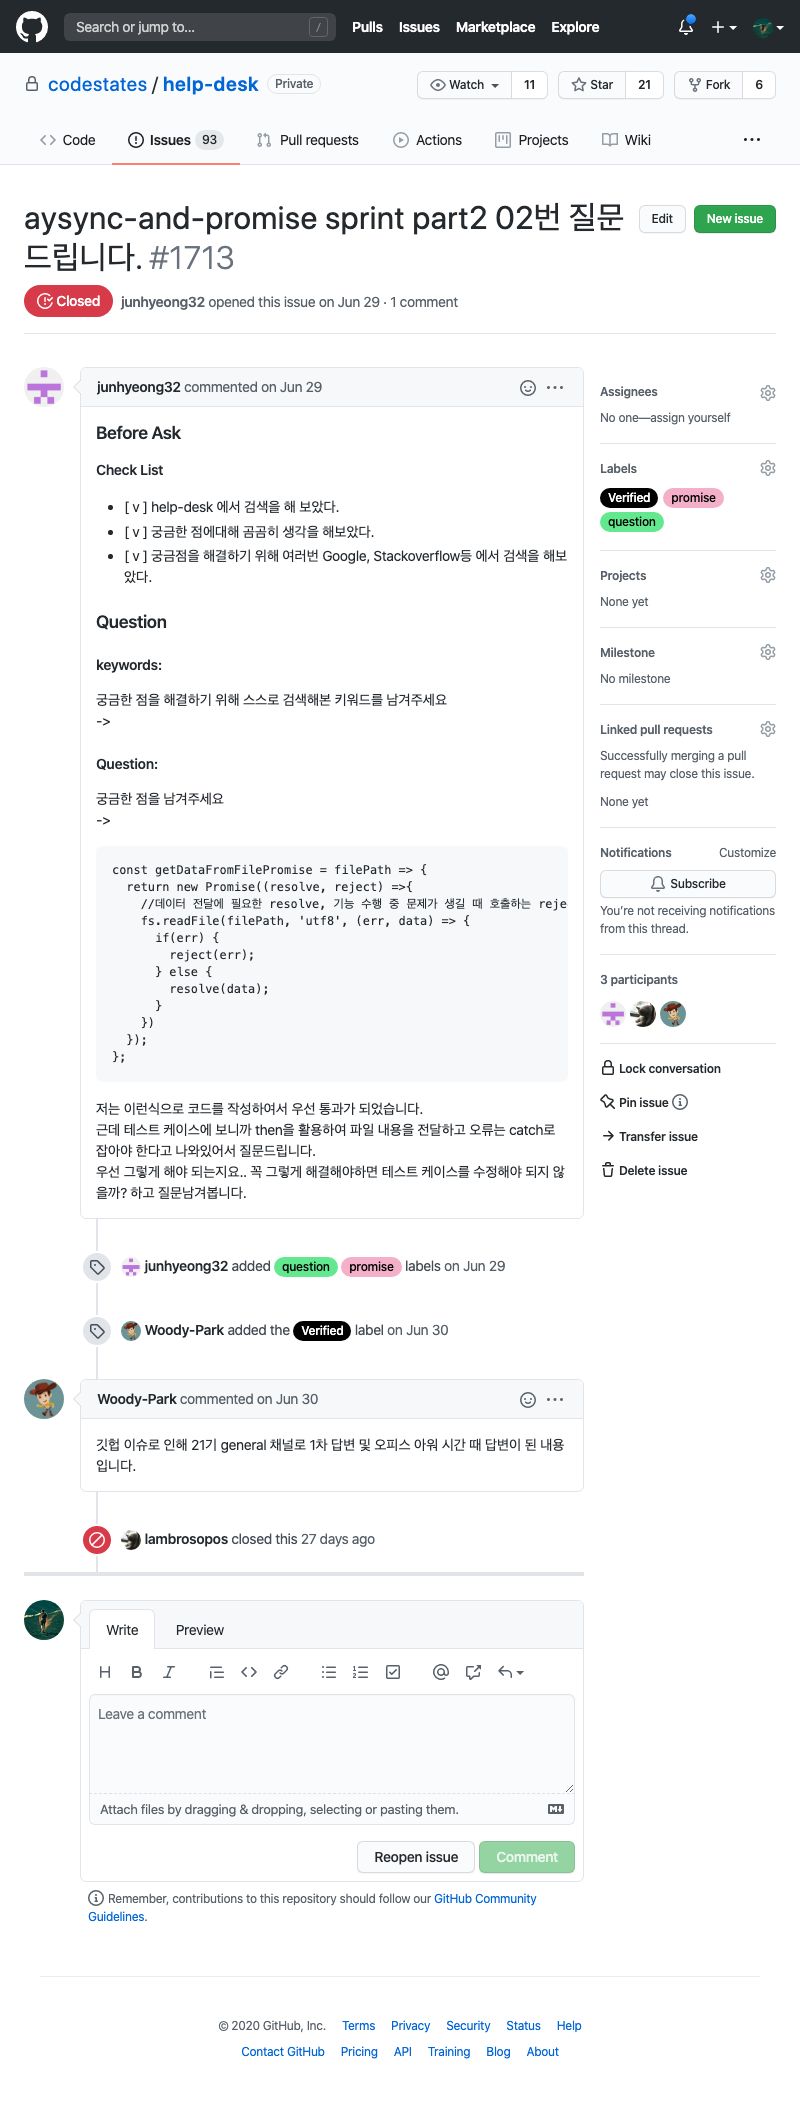 Search or jump to... /
Pulls Issues Marketplace Explore
codestates / help-desk Private
Watch 11 Star 21 Fork 6
Code Issues 93 Pull requests Actions Projects Wiki
aysync-and-promise sprint part2 02번 질문
드립니다. #1713
Edit New issue
Closed junhyeong32 opened this issue on Jun 29 · 1 comment
junhyeong32 commented on Jun 29
Before Ask
Check List
• [ v ] help-desk 에서 검색을 해 보았다.
• [ v ] 궁금한 점에대해 곰곰히 생각을 해보았다.
• [ v ] 궁금점을 해결하기 위해 여러번 Google, Stackoverflow등 에서 검색을 해보
았다.
Question
keywords:
궁금한 점을 해결하기 위해 스스로 검색해본 키워드를 남겨주세요
->
Question:
궁금한 점을 남겨주세요
->
const getDataFromFilePromise = filePath => {
return new Promise((resolve, reject) =>{
//데이터 전달에 필요한 resolve, 기능 수행 중 문제가 생길 때 호출하는 reje
fs.readFile(filePath, 'utf8', (err, data) => {
if(err) {
reject(err);
} else {
resolve(data);
}
})
});
};
저는 이런식으로 코드를 작성하여서 우선 통과가 되었습니다.
근데 테스트 케이스에 보니까 then을 활용하여 파일 내용을 전달하고 오류는 catch로
잡아야 한다고 나와있어서 질문드립니다.
우선 그렇게 해야 되는지요.. 꼭 그렇게 해결해야하면 테스트 케이스를 수정해야 되지 않
을까? 하고 질문남겨봅니다.
Assignees
No one—assign yourself
Labels
Verified promise
question
Projects
None yet
Milestone
No milestone
Linked pull requests
Successfully merging a pull
request may close this issue.
None yet
Notifications Customize
Subscribe
You're not receiving notifications
from this thread.
3 participants
Lock conversation
Pin issue
Transfer issue
Delete issue
junhyeong32 added question promise labels on Jun 29
Woody-Park added the Verified label on Jun 30
Woody-Park commented on Jun 30
깃헙 이슈로 인해 21기 general 채널로 1차 답변 및 오피스 아워 시간 때 답변이 된 내용
입니다.
lambrosopos closed this 27 days ago
Write Preview
Leave a comment
Attach files by dragging & dropping, selecting or pasting them.
Reopen issue Comment
Remember, contributions to this repository should follow our GitHub Community
Guidelines.
© 2020 GitHub, Inc. Terms Privacy Security Status Help
Contact GitHub Pricing API Training Blog About